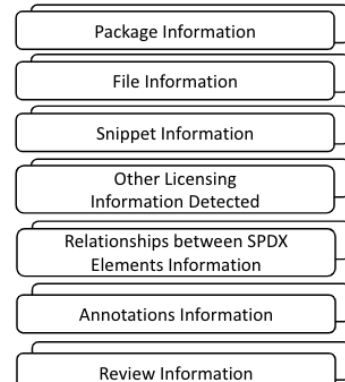 Package Information
File Information
Snippet Information
Other Licensing
Information Detected
Relationships between SPDX
Elements Information
Annotations Information
Review Information